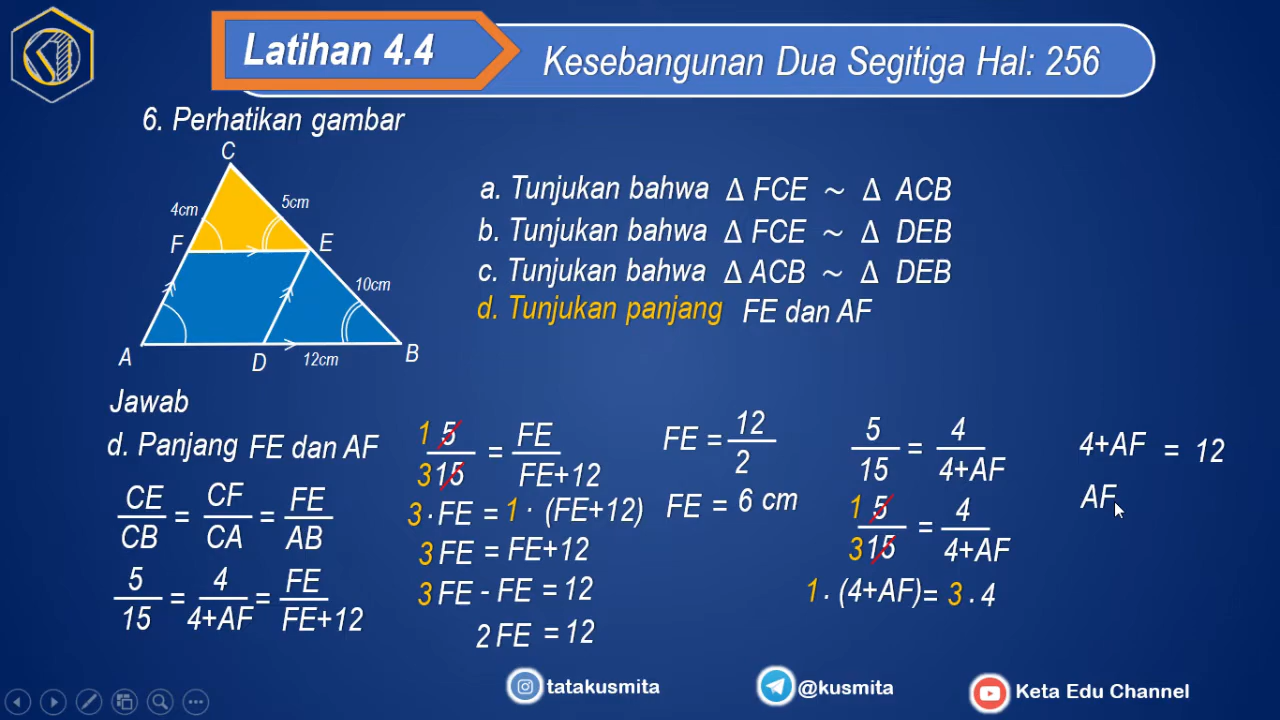 Latihan 4.4
Kesebangunan Dua Segitiga Hal: 256
6. Perhatikan gambar
C
4cm
5cm
F
E
10cm
A
D
12cm
B
a. Tunjukan bahwa Δ FCE ~ Δ ACB
b. Tunjukan bahwa Δ FCE ~ Δ DEB
c. Tunjukan bahwa Δ ACB ~ Δ DEB
d. Tunjukan panjang FE dan AF
Jawab
d. Panjang FE dan AF
CE/CB = CF/CA = FE/AB
5/15 = 4/4+AF = FE/FE+12
1 5/3 15 = FE/FE+12
3 · FE = 1 · (FE+12)
3 FE = FE+12
3 FE - FE = 12
2 FE = 12
FE = 12/2
FE = 6 cm
5/15 = 4/4+AF
1 5/3 15 = 4/4+AF
1 · (4+AF) = 3 . 4
4+AF = 12
AF
tatakusmita
@kusmita
Keta Edu Channel